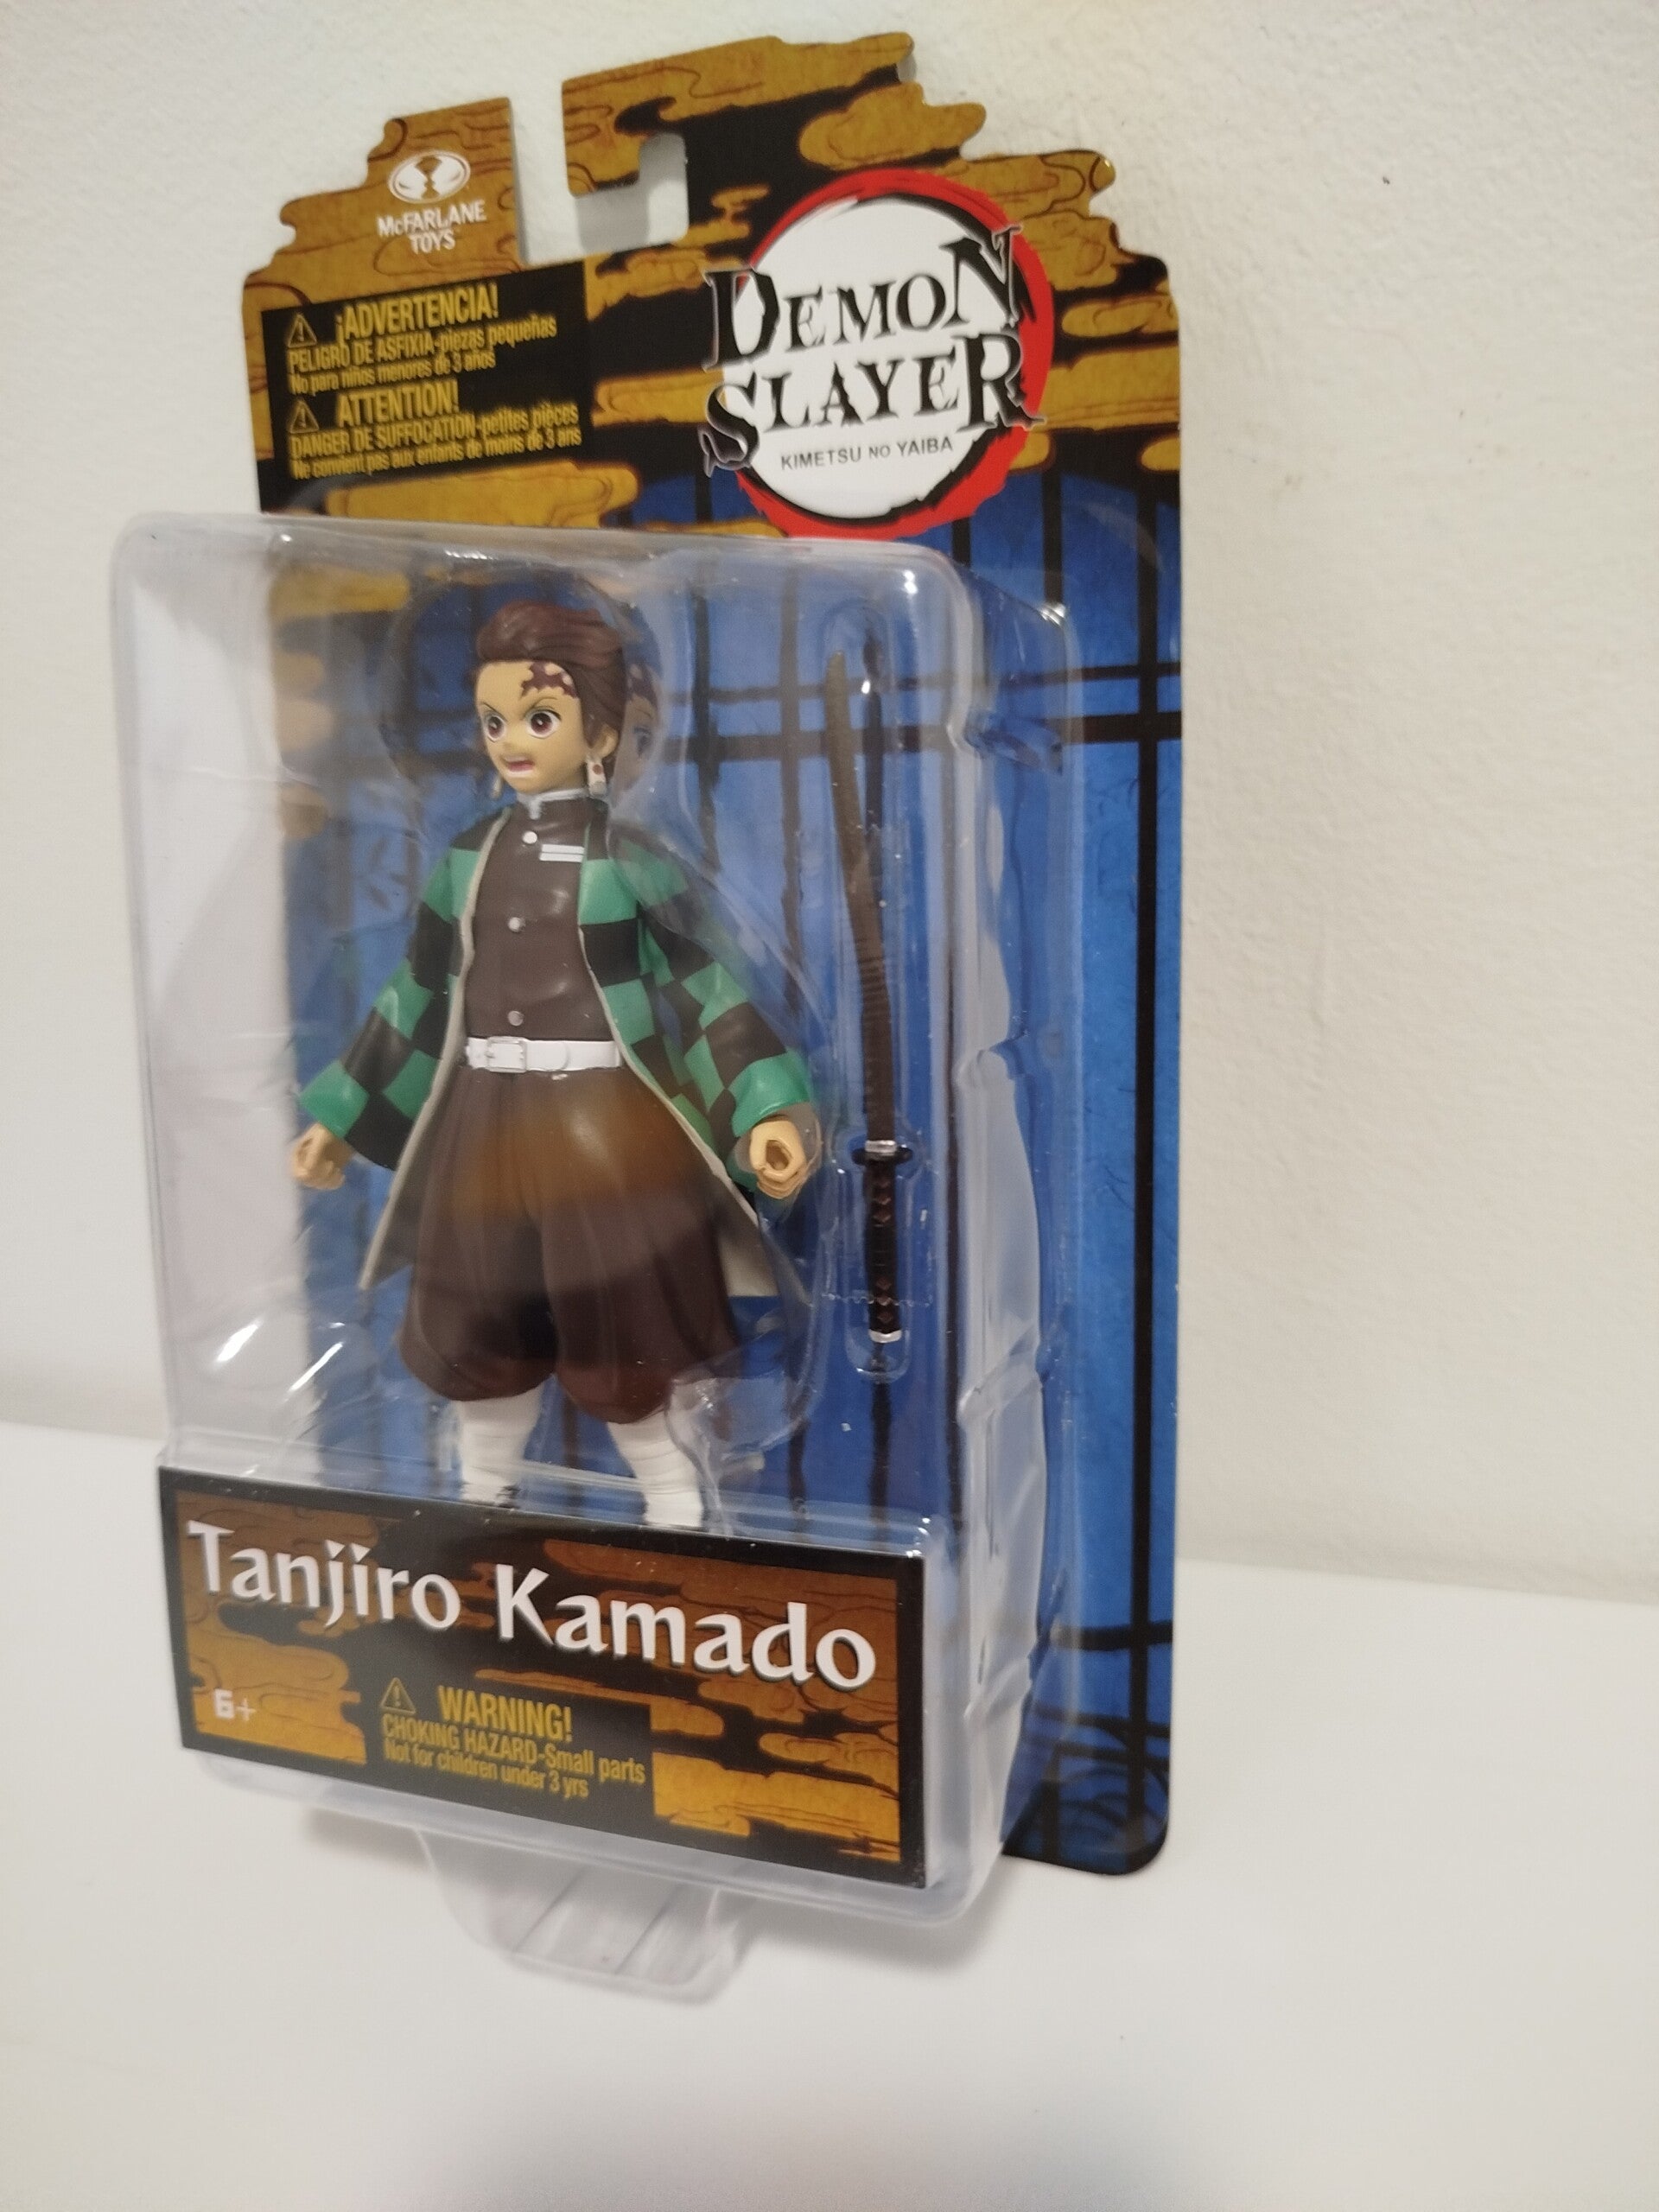 McFARLANE
TOYS
¡ADVERTENCIA!
PELIGRO DE ASFIXIA-piezas pequeñas
No para niños menores de 3 años
ATTENTION!
DANGER DE SUFFOCATION-petites pièces
Ne convient pas aux enfants de moins de 3 ans
DEMON
SLAYER
KIMETSU NO YAIBA
Tanjiro Kamado
6+
WARNING!
CHOKING HAZARD-Small parts
Not for children under 3 yrs